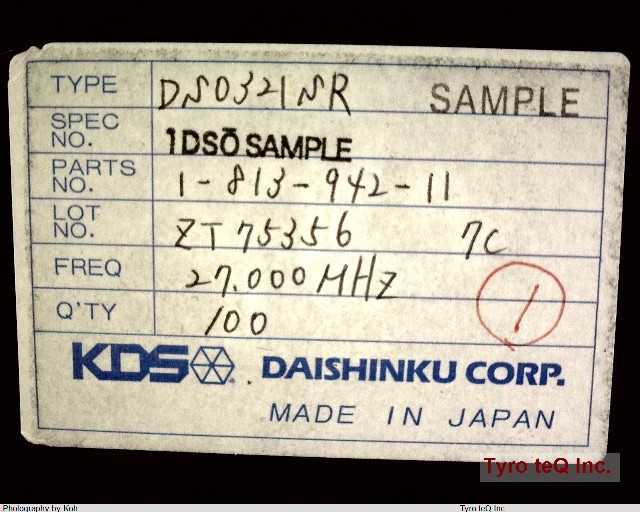 TYPE DSO321SR SAMPLE
SPEC NO. 1DSŌ SAMPLE
PARTS NO. 1-813-942-11
LOT NO. ZT75356 7C
FREQ 27.000MHZ
Q'TY 100 1
KDS DAISHINKU CORP.
MADE IN JAPAN
Tyro teQ Inc.
Photography by Koh Tyro teQ Inc